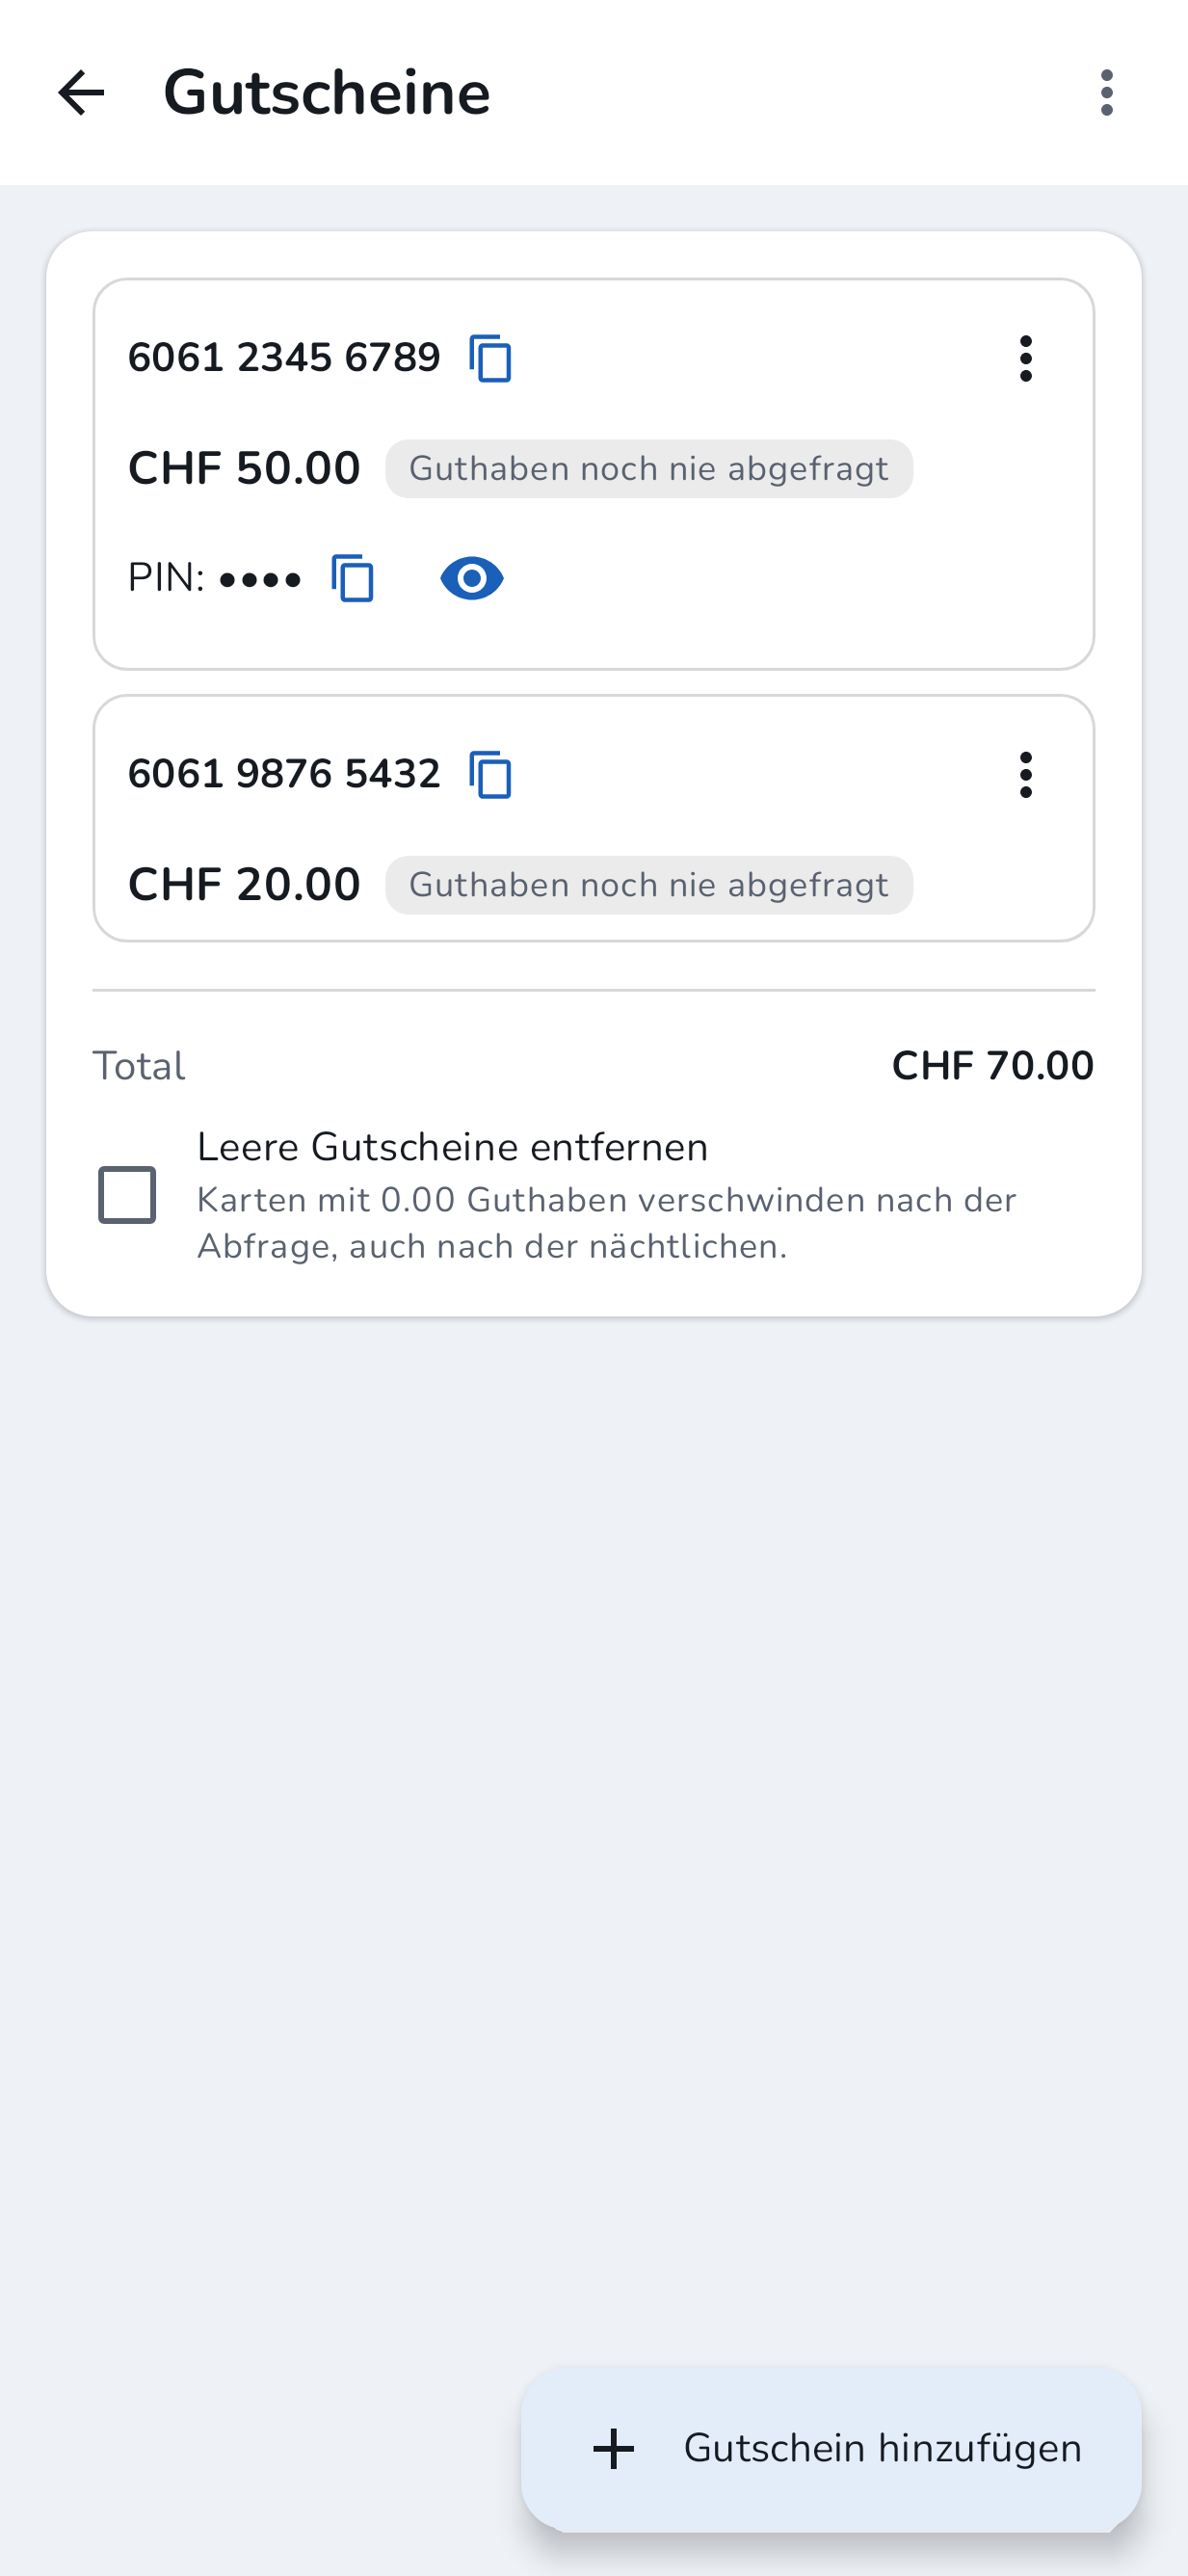 Gutscheine
6061 2345 6789
CHF 50.00 Guthaben noch nie abgefragt
PIN: ••••
6061 9876 5432
CHF 20.00 Guthaben noch nie abgefragt
Total CHF 70.00
Leere Gutscheine entfernen
Karten mit 0.00 Guthaben verschwinden nach der
Abfrage, auch nach der nächtlichen.
Gutschein hinzufügen